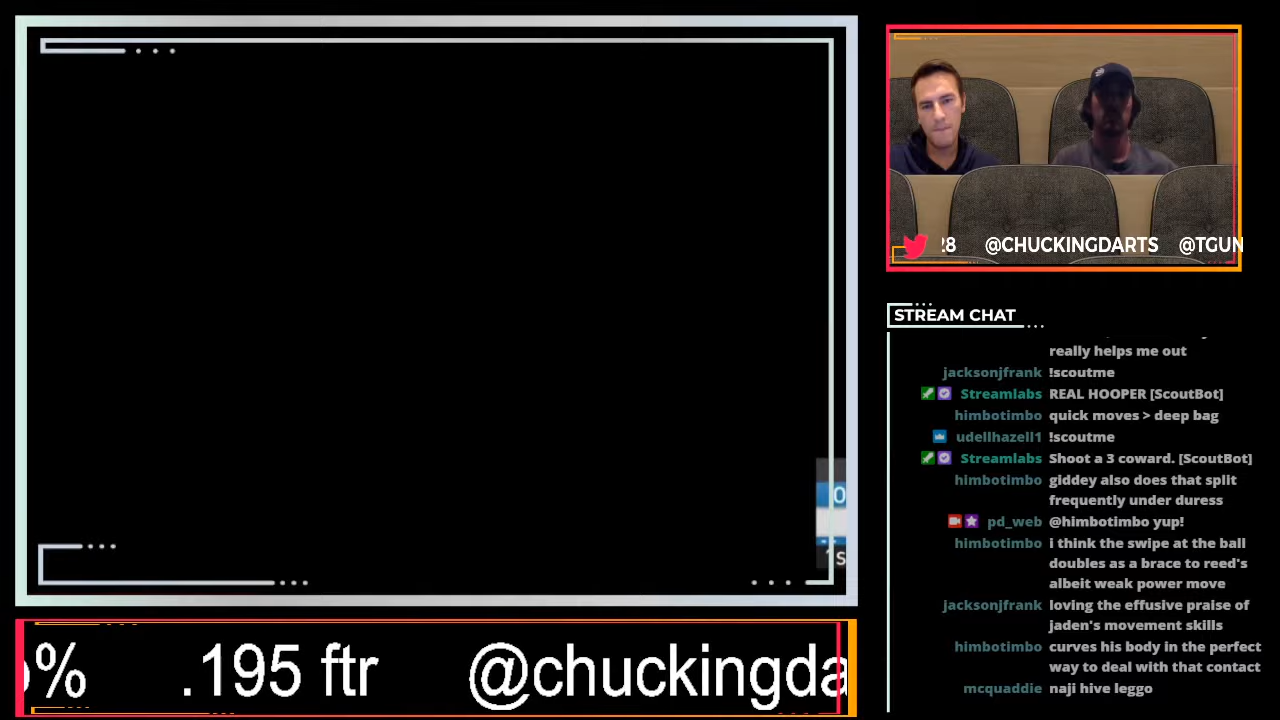 28 @CHUCKINGDARTS @TGUN
STREAM CHAT
really helps me out
jacksonjfrank !scoutme
Streamlabs REAL HOOPER [ScoutBot]
himbotimbo quick moves > deep bag
udellhazell1 !scoutme
Streamlabs Shoot a 3 coward. [ScoutBot]
himbotimbo giddey also does that split
frequently under duress
pd_web @himbotimbo yup!
himbotimbo i think the swipe at the ball
doubles as a brace to reed's
albeit weak power move
jacksonjfrank loving the effusive praise of
jaden's movement skills
himbotimbo curves his body in the perfect
way to deal with that contact
mcquaddie naji hive leggo
0
1s
% .195 ftr @chuckingda